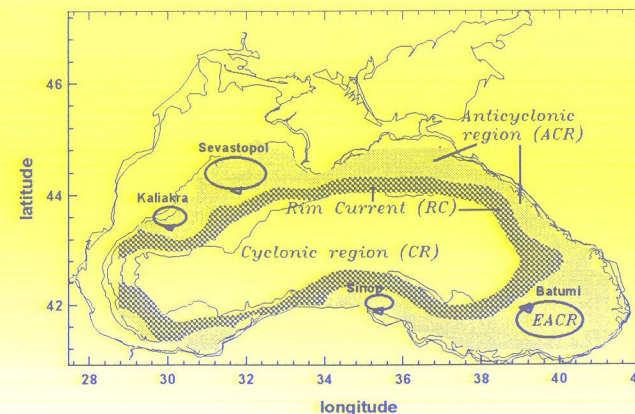 46
44
42
latitude
Sevastopol
Kaliakra
Anticyclonic
region (ACR)
Rim Current (RC)
Cyclonic region (CR)
Sinop
Batumi
EACR
28
30
32
34
36
38
40
longitude